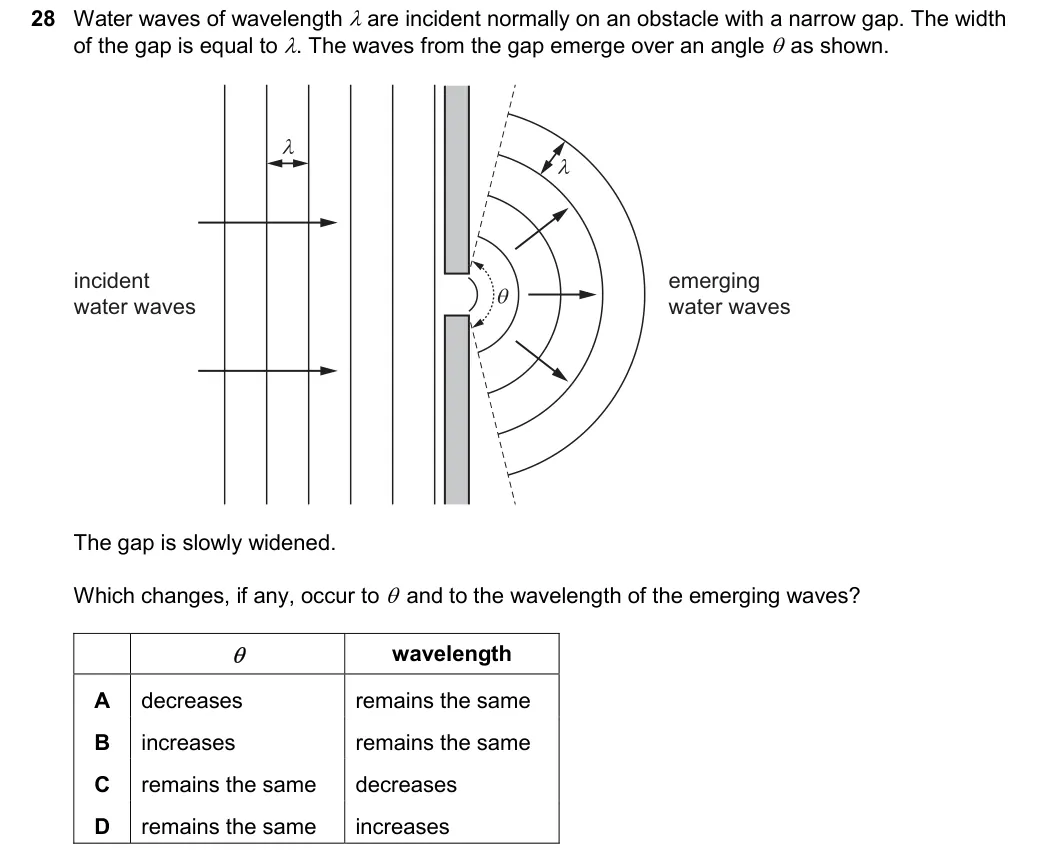 28 Water waves of wavelength λ are incident normally on an obstacle with a narrow gap. The width
of the gap is equal to λ. The waves from the gap emerge over an angle θ as shown.
λ
λ
incident
water waves
θ
emerging
water waves
The gap is slowly widened.
Which changes, if any, occur to θ and to the wavelength of the emerging waves?
θ wavelength
A decreases remains the same
B increases remains the same
C remains the same decreases
D remains the same increases